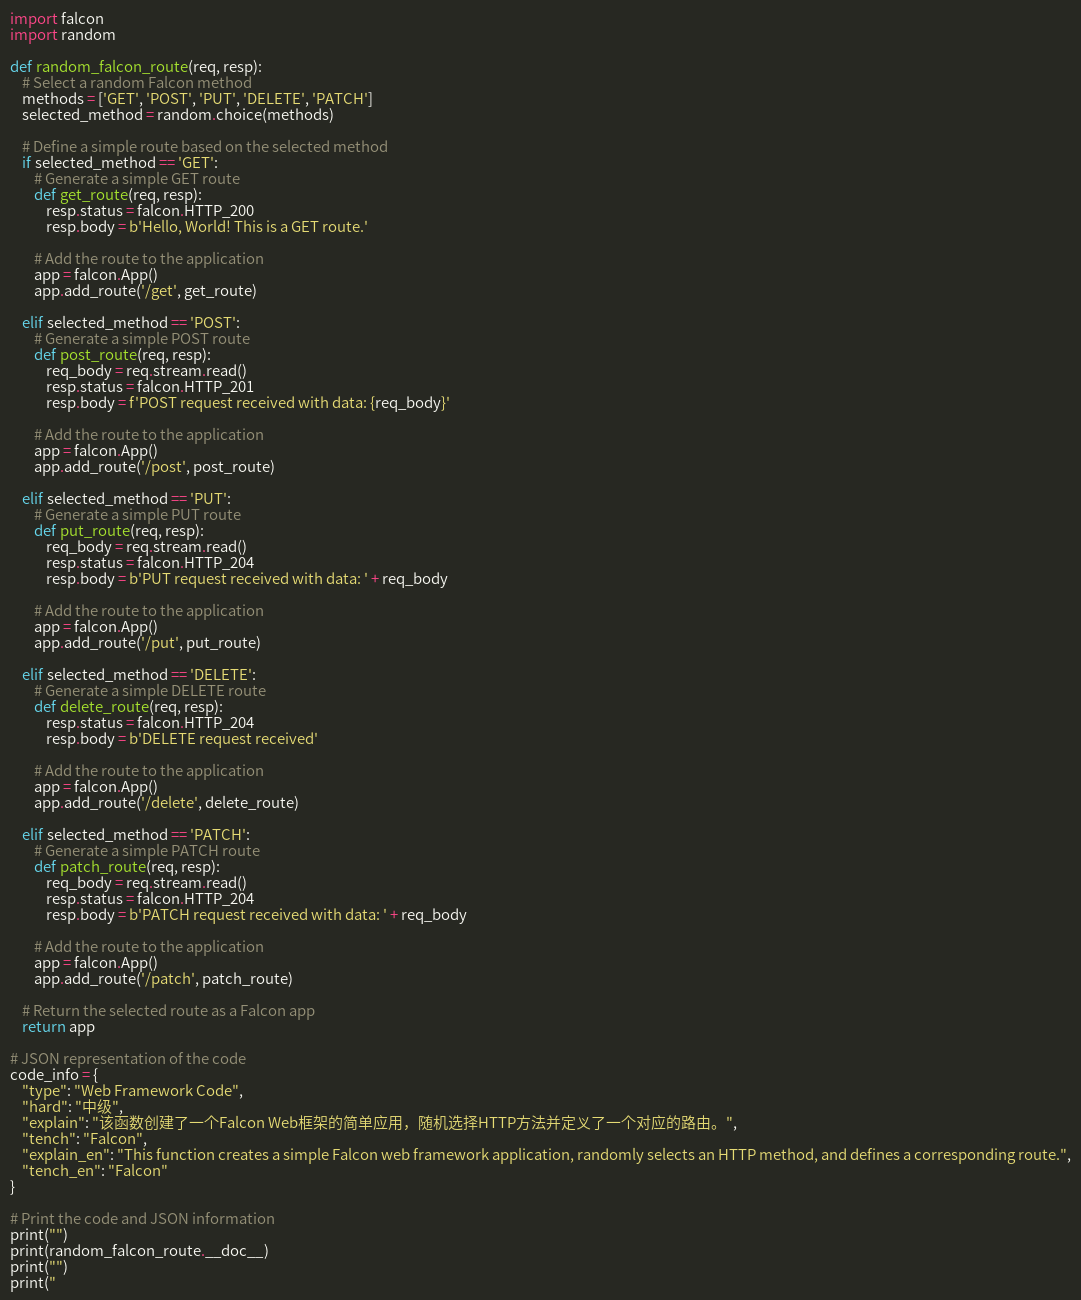 import falcon
import random

def random_falcon_route(req, resp):
    # Select a random Falcon method
    methods = ['GET', 'POST', 'PUT', 'DELETE', 'PATCH']
    selected_method = random.choice(methods)

    # Define a simple route based on the selected method
    if selected_method == 'GET':
        # Generate a simple GET route
        def get_route(req, resp):
            resp.status = falcon.HTTP_200
            resp.body = b'Hello, World! This is a GET route.'

        # Add the route to the application
        app = falcon.App()
        app.add_route('/get', get_route)

    elif selected_method == 'POST':
        # Generate a simple POST route
        def post_route(req, resp):
            req_body = req.stream.read()
            resp.status = falcon.HTTP_201
            resp.body = f'POST request received with data: {req_body}'

        # Add the route to the application
        app = falcon.App()
        app.add_route('/post', post_route)

    elif selected_method == 'PUT':
        # Generate a simple PUT route
        def put_route(req, resp):
            req_body = req.stream.read()
            resp.status = falcon.HTTP_204
            resp.body = b'PUT request received with data: ' + req_body

        # Add the route to the application
        app = falcon.App()
        app.add_route('/put', put_route)

    elif selected_method == 'DELETE':
        # Generate a simple DELETE route
        def delete_route(req, resp):
            resp.status = falcon.HTTP_204
            resp.body = b'DELETE request received'

        # Add the route to the application
        app = falcon.App()
        app.add_route('/delete', delete_route)

    elif selected_method == 'PATCH':
        # Generate a simple PATCH route
        def patch_route(req, resp):
            req_body = req.stream.read()
            resp.status = falcon.HTTP_204
            resp.body = b'PATCH request received with data: ' + req_body

        # Add the route to the application
        app = falcon.App()
        app.add_route('/patch', patch_route)

    # Return the selected route as a Falcon app
    return app

# JSON representation of the code
code_info = {
    "type": "Web Framework Code",
    "hard": "中级",
    "explain": "该函数创建了一个Falcon Web框架的简单应用，随机选择HTTP方法并定义了一个对应的路由。",
    "tench": "Falcon",
    "explain_en": "This function creates a simple Falcon web framework application, randomly selects an HTTP method, and defines a corresponding route.",
    "tench_en": "Falcon"
}

# Print the code and JSON information
print("")
print(random_falcon_route.__doc__)
print("")
print("